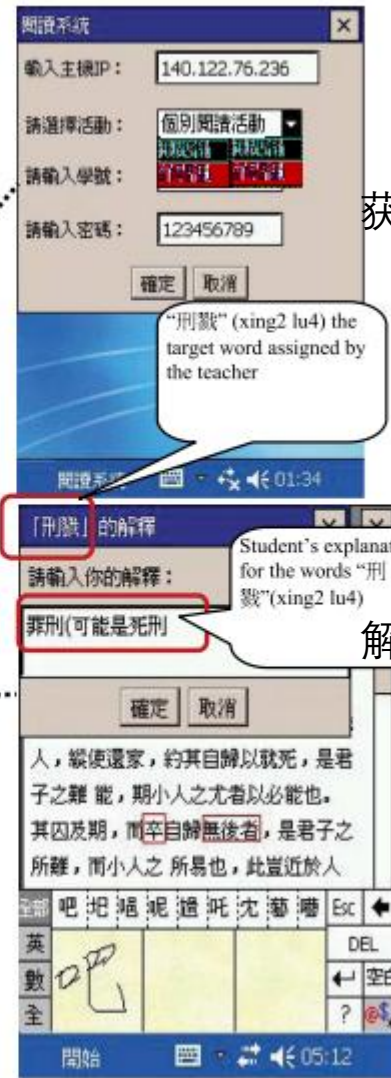 閱讀系統
輸入主機IP：
140.122.76.236
請選擇活動：
個別閱讀活動
請輸入學號：
請輸入密碼：
123456789
確定 取消
获
“刑戮” (xing2 lu4) the
target word assigned by
the teacher
閱讀系統
01:34
「刑戮」的解釋
請輸入你的解釋：
Student's explanat
for the words “刑
戮”(xing2 lu4)
罪刑(可能是死刑
解
確定 取消
人，縱使還家，約其自歸以就死，是君
子之難 能，期小人之尤者以必能也。
其囚及期，而卒自歸無後者，是君子之
所難，而小人之 所易也，此豈近於人
全部 吧
Esc
英
DEL
數
空白
全
?
開始
05:12